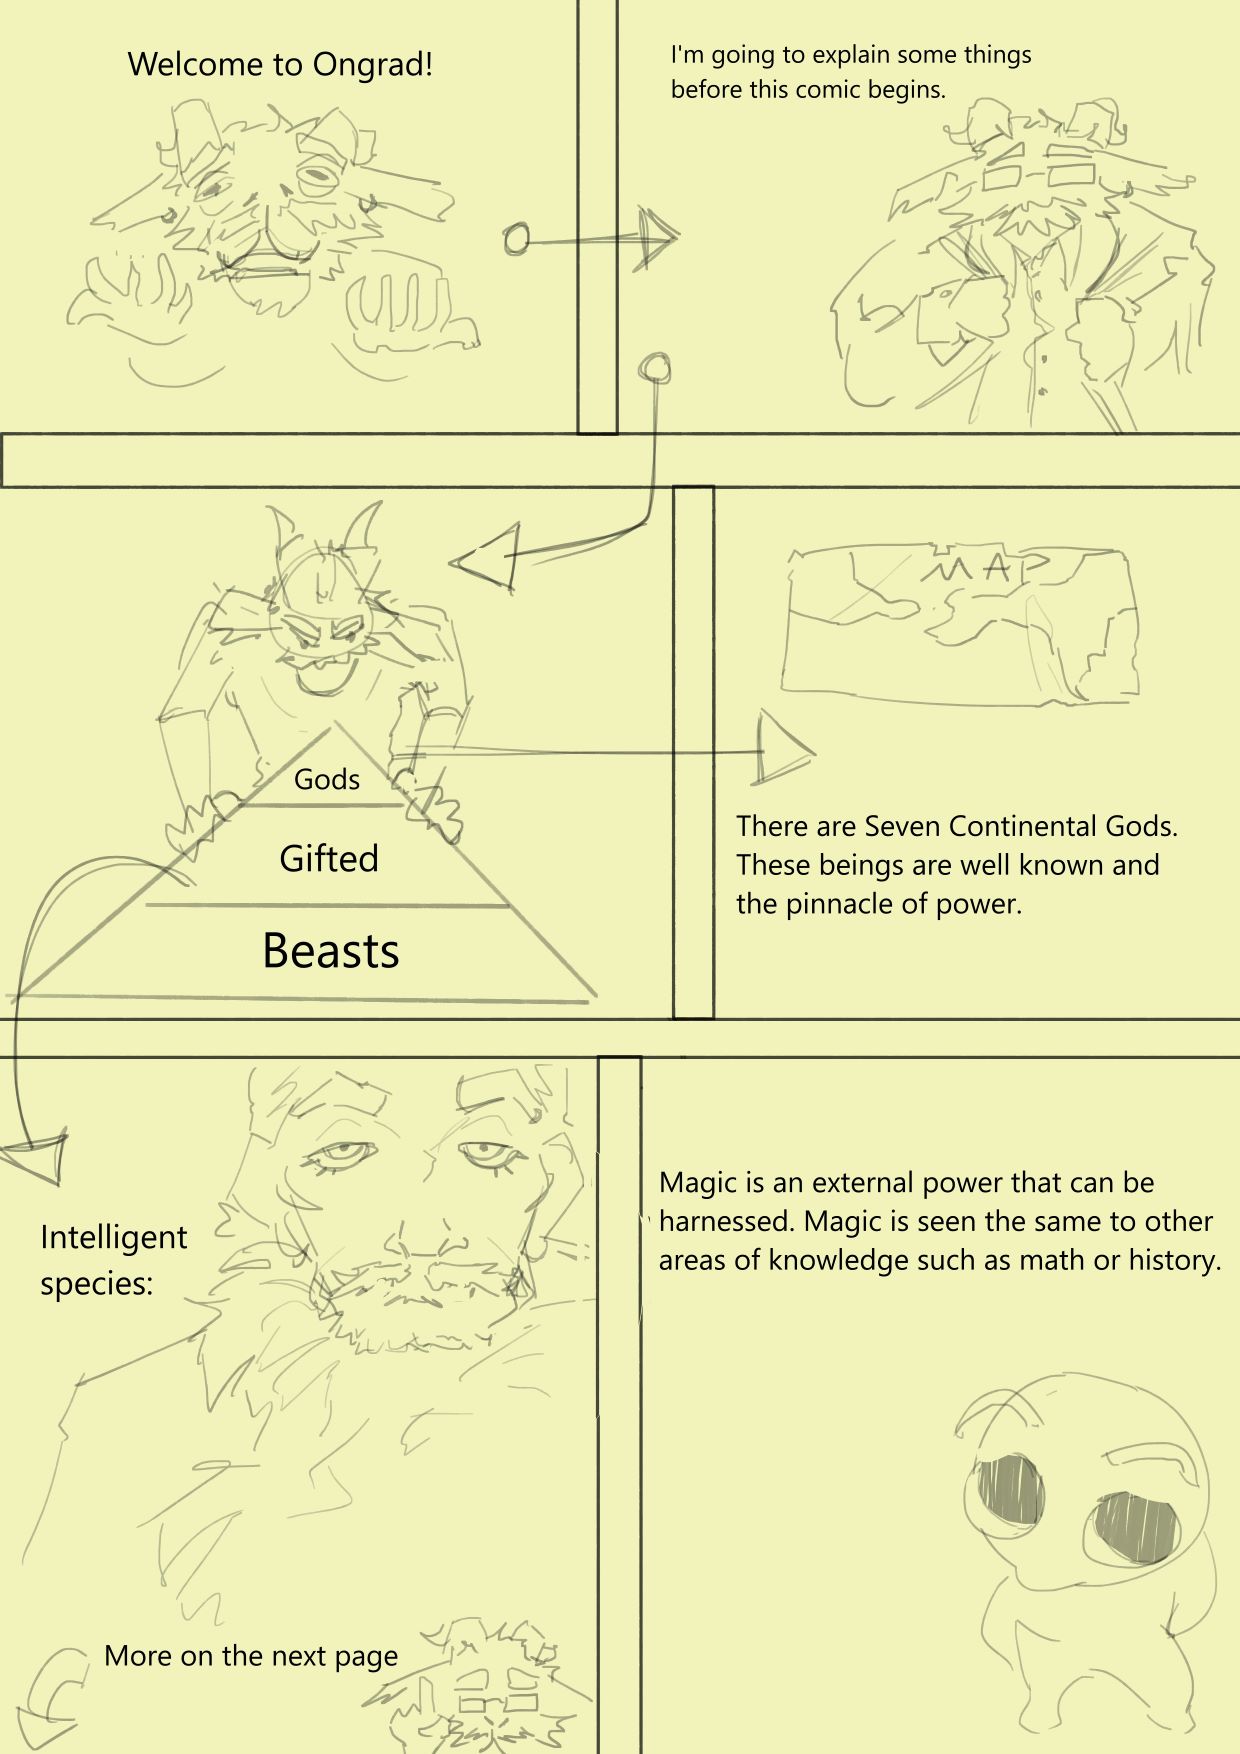 Welcome to Ongrad!
I'm going to explain some things
before this comic begins.
Gods
Gifted
Beasts
MAP
There are Seven Continental Gods.
These beings are well known and
the pinnacle of power.
Intelligent
species:
More on the next page
Magic is an external power that can be
harnessed. Magic is seen the same to other
areas of knowledge such as math or history.